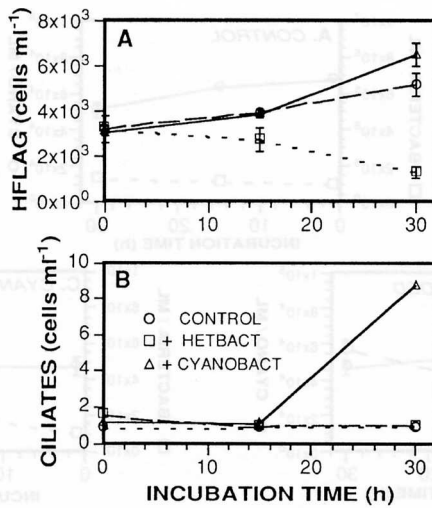 A
HFLAG (cells ml⁻¹)
8x10³
6x10³
4x10³
2x10³
0x10⁰
0
10
20
30
B
CILIATES (cells ml⁻¹)
10
8
6
4
2
0
CONTROL
+ HETBACT
+ CYANOBACT
0
10
20
30
INCUBATION TIME (h)